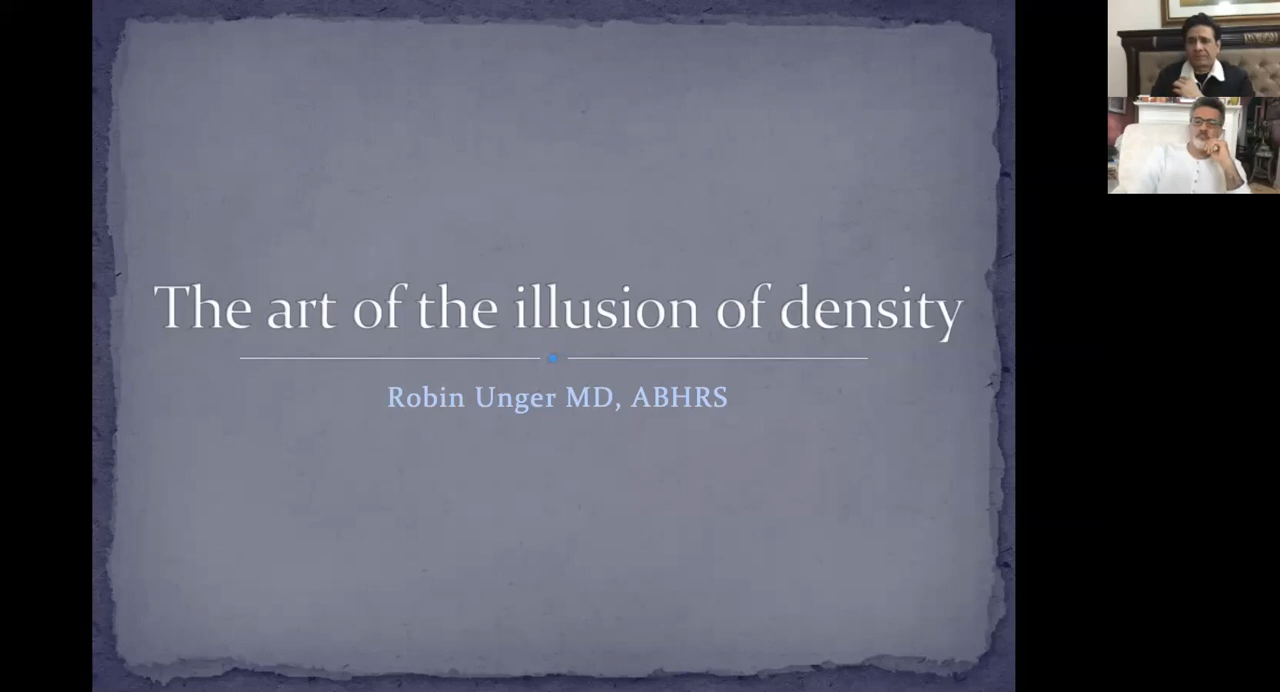 The art of the illusion of density
Robin Unger MD, ABHRS